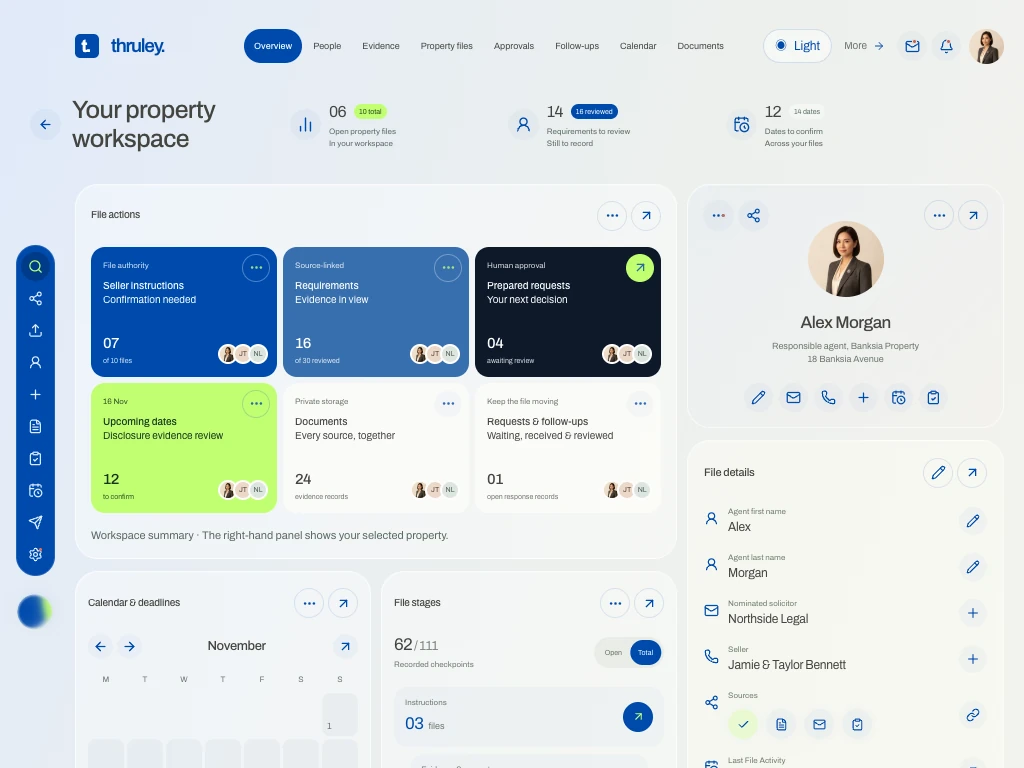 t thruley.
Overview
People
Evidence
Property files
Approvals
Follow-ups
Calendar
Documents
Light
More
Your property
workspace
06 10 total
Open property files
In your workspace
14 16 reviewed
Requirements to review
Still to record
12 14 dates
Dates to confirm
Across your files
File actions
File authority
Seller instructions
Confirmation needed
07
of 10 files
JT NL
Source-linked
Requirements
Evidence in view
16
of 30 reviewed
JT NL
Human approval
Prepared requests
Your next decision
04
awaiting review
JT NL
16 Nov
Upcoming dates
Disclosure evidence review
12
to confirm
JT NL
Private storage
Documents
Every source, together
24
evidence records
JT NL
Keep the file moving
Requests & follow-ups
Waiting, received & reviewed
01
open response records
JT NL
Workspace summary · The right-hand panel shows your selected property.
Alex Morgan
Responsible agent, Banksia Property
18 Banksia Avenue
File details
Agent first name
Alex
Agent last name
Morgan
Nominated solicitor
Northside Legal
Seller
Jamie & Taylor Bennett
Sources
Last File Activity
Calendar & deadlines
November
M T W T F S S
1
File stages
62 / 111
Recorded checkpoints
Open Total
Instructions
03 files